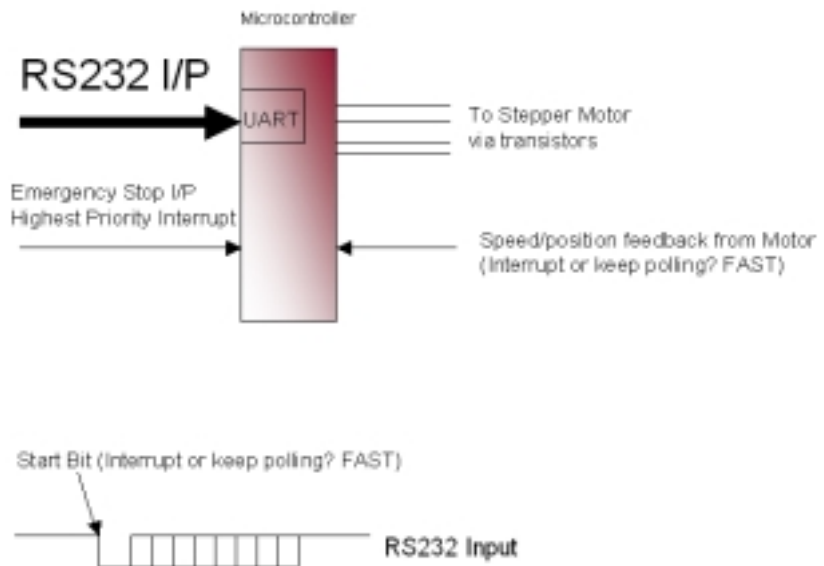 Microcontroller
RS232 I/P
UART
To Stepper Motor
via transistors
Emergency Stop I/P
Highest Priority Interrupt
Speed/position feedback from Motor
(Interrupt or keep polling? FAST)
Start Bit (Interrupt or keep polling? FAST)
RS232 Input